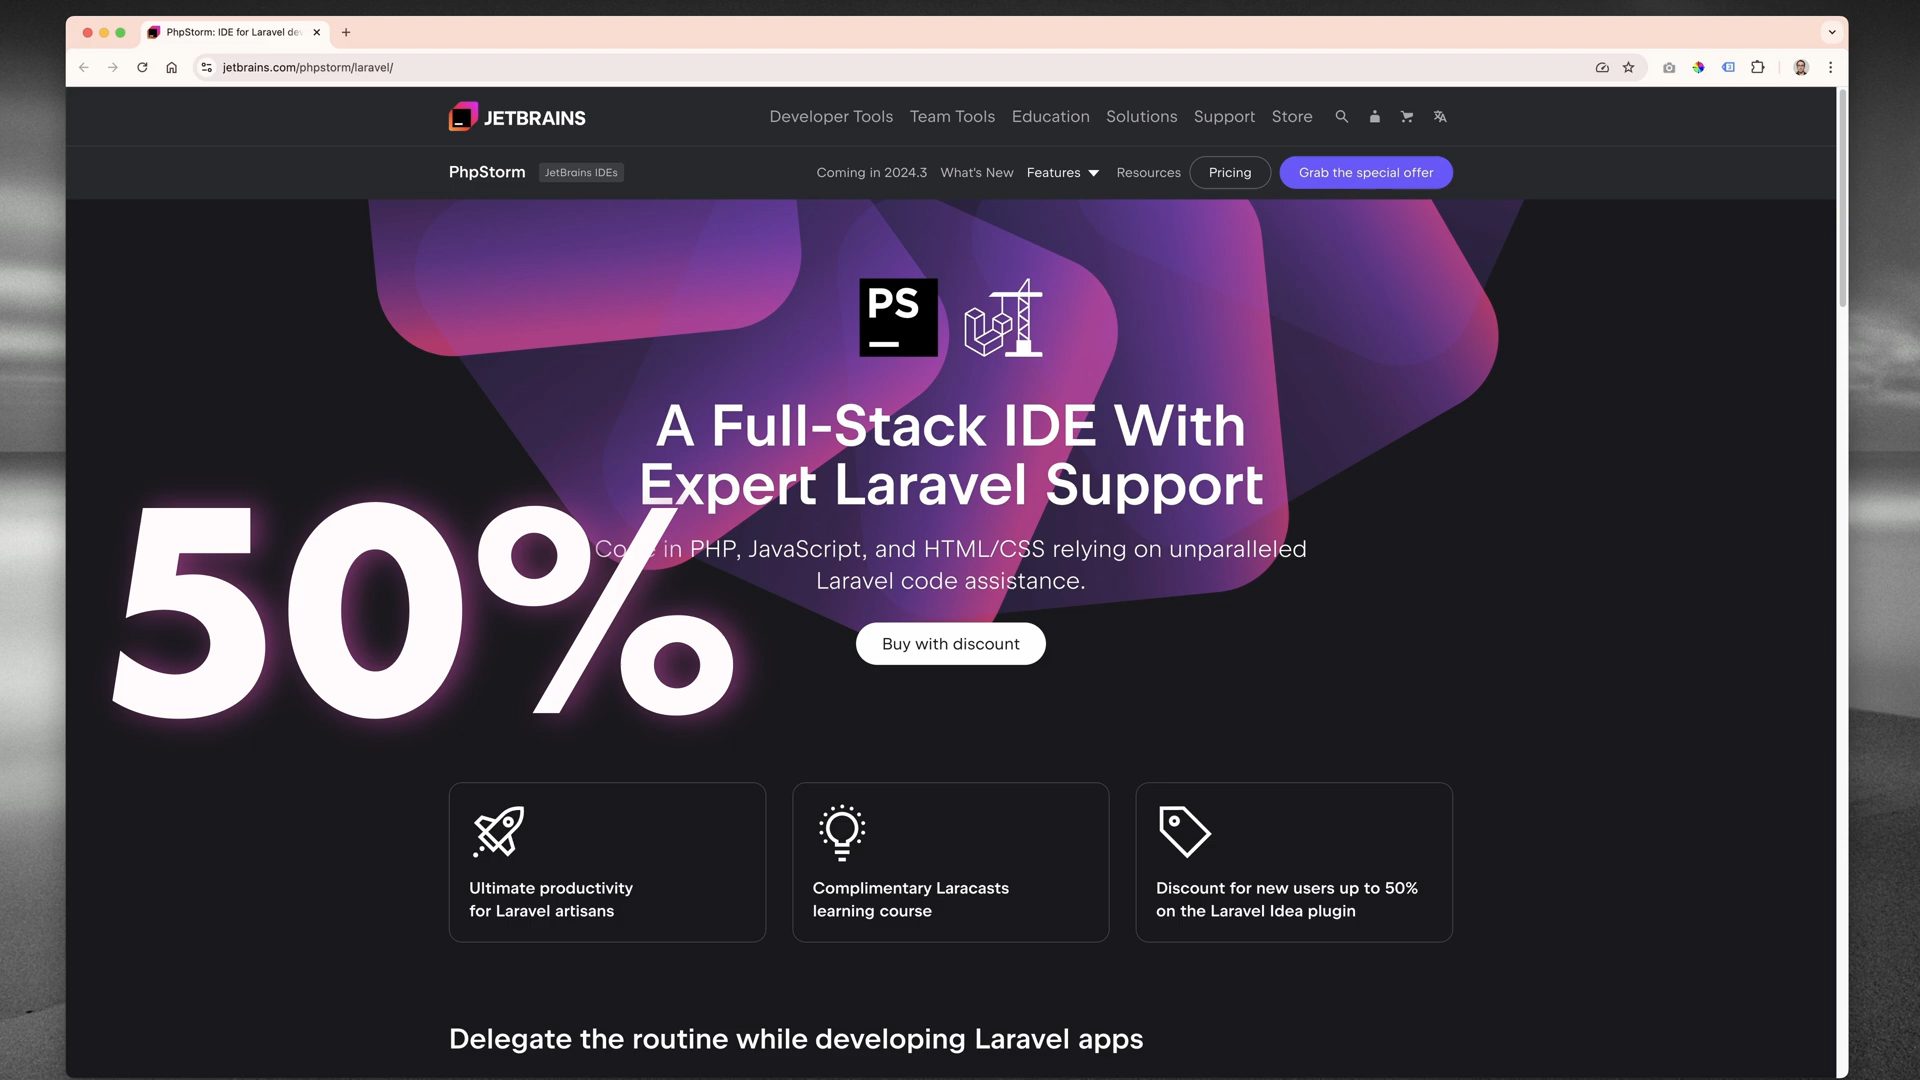 PhpStorm: IDE for Laravel de
jetbrains.com/phpstorm/laravel/
JETBRAINS
Developer Tools Team Tools Education Solutions Support Store
PhpStorm JetBrains IDEs
Coming in 2024.3 What's New Features Resources Pricing Grab the special offer
PS
A Full-Stack IDE With
Expert Laravel Support
50%
in PHP, JavaScript, and HTML/CSS relying on unparalleled
Laravel code assistance.
Buy with discount
Ultimate productivity
for Laravel artisans
Complimentary Laracasts
learning course
Discount for new users up to 50%
on the Laravel Idea plugin
Delegate the routine while developing Laravel apps